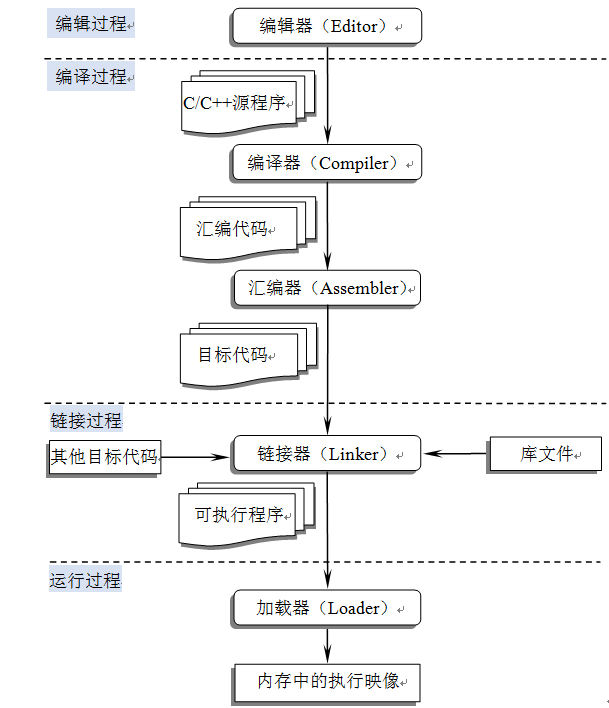 编辑过程
编辑器（Editor）
编译过程
C/C++源程序
编译器（Compiler）
汇编代码
汇编器（Assembler）
目标代码
链接过程
其他目标代码
链接器（Linker）
库文件
可执行程序
运行过程
加载器（Loader）
内存中的执行映像